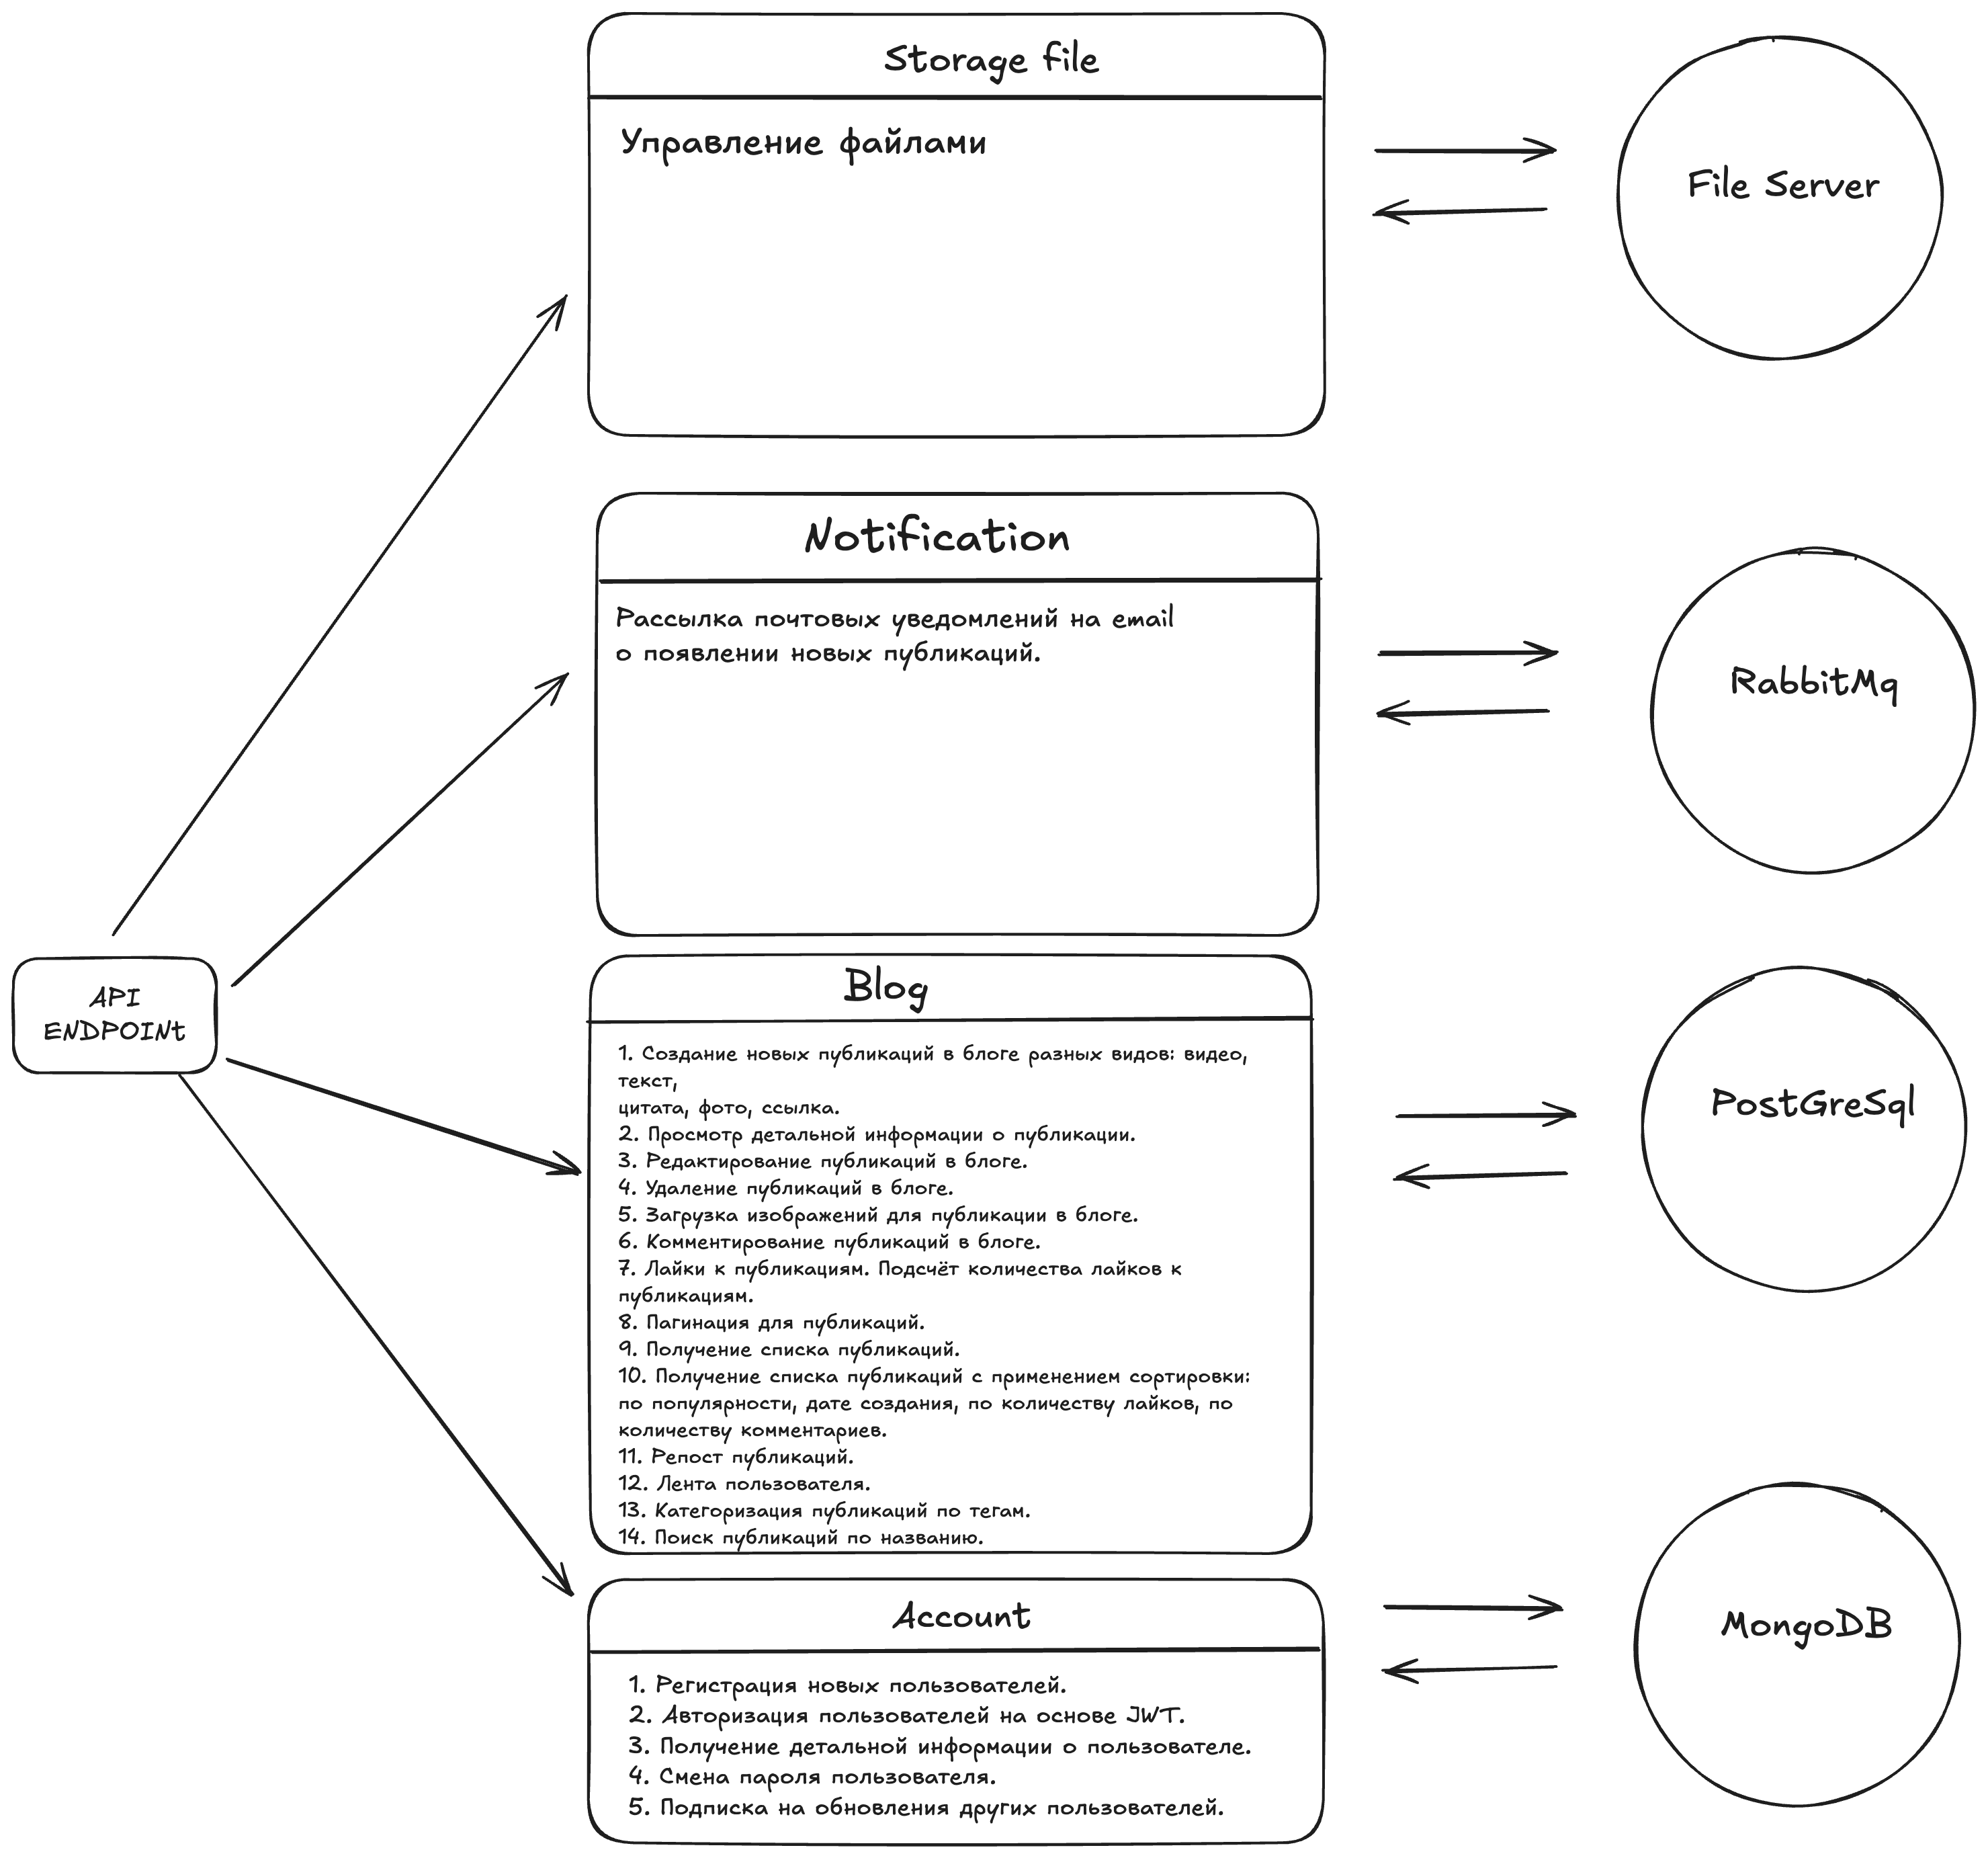 Storage file
Управление файлами
File Server
Notification
Рассылка почтовых уведомлений на email
о появлении новых публикаций.
RabbitMq
API
ENDPOINt
Blog
1. Создание новых публикаций в блоге разных видов: видео,
текст,
цитата, фото, ссылка.
2. Просмотр детальной информации о публикации.
3. Редактирование публикаций в блоге.
4. Удаление публикаций в блоге.
5. Загрузка изображений для публикации в блоге.
6. Комментирование публикаций в блоге.
7. Лайки к публикациям. Подсчёт количества лайков к
публикациям.
8. Пагинация для публикаций.
9. Получение списка публикаций.
10. Получение списка публикаций с применением сортировки:
по популярности, дате создания, по количеству лайков, по
количеству комментариев.
11. Репост публикаций.
12. Лента пользователя.
13. Категоризация публикаций по тегам.
14. Поиск публикаций по названию.
PostGreSql
Account
1. Регистрация новых пользователей.
2. Авторизация пользователей на основе JWT.
3. Получение детальной информации о пользователе.
4. Смена пароля пользователя.
5. Подписка на обновления других пользователей.
MongoDB